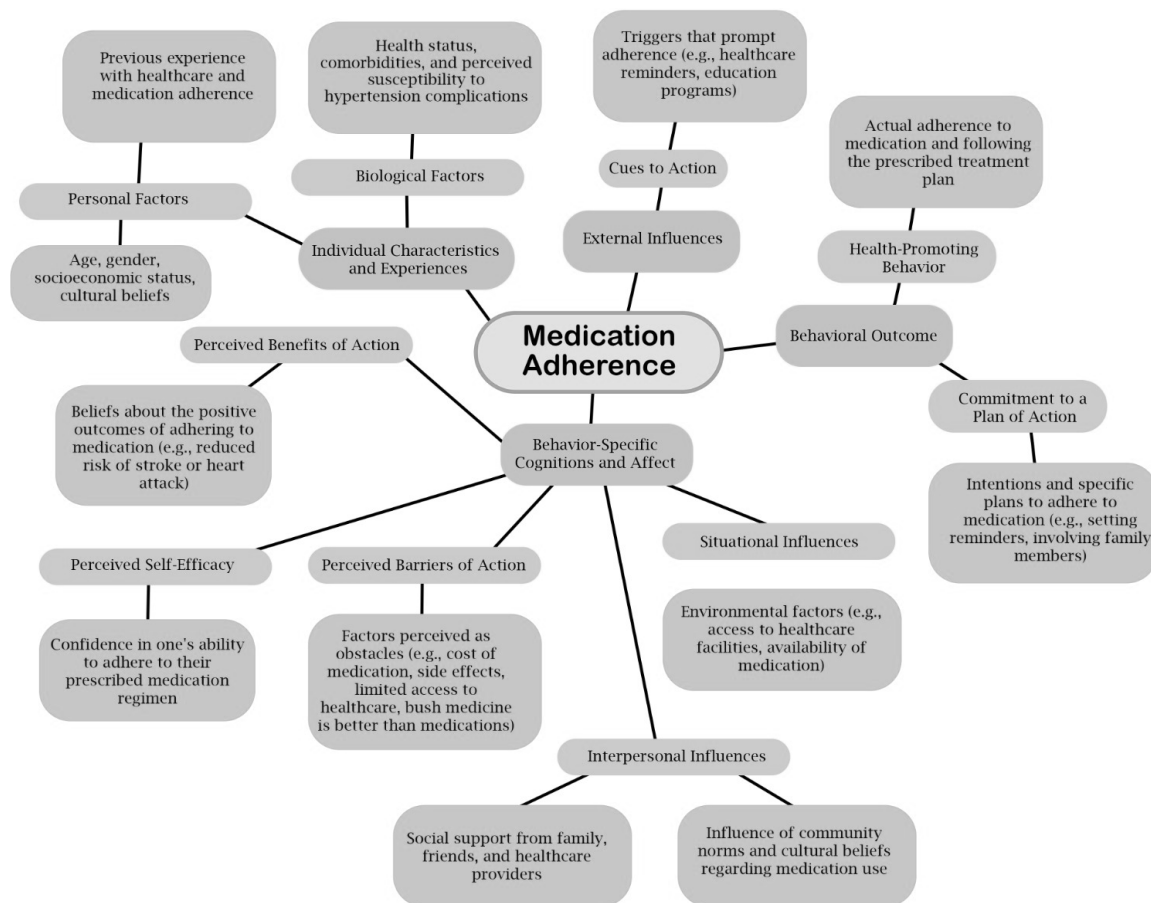 Previous experience
with healthcare and
medication adherence
Health status,
comorbidities, and perceived
susceptibility to
hypertension complications
Triggers that prompt
adherence (e.g., healthcare
reminders, education
programs)
Actual adherence to
medication and following
the prescribed treatment
plan
Personal Factors
Biological Factors
Cues to Action
Age, gender,
socioeconomic status,
cultural beliefs
Individual Characteristics
and Experiences
External Influences
Health-Promoting
Behavior
Medication
Adherence
Behavioral Outcome
Perceived Benefits of Action
Beliefs about the positive
outcomes of adhering to
medication (e.g., reduced
risk of stroke or heart
attack)
Behavior-Specific
Cognitions and Affect
Commitment to a
Plan of Action
Intentions and specific
plans to adhere to
medication (e.g., setting
reminders, involving family
members)
Perceived Self-Efficacy
Perceived Barriers of Action
Situational Influences
Confidence in one's ability
to adhere to their
prescribed medication
regimen
Factors perceived as
obstacles (e.g., cost of
medication, side effects,
limited access to
healthcare, bush medicine
is better than medications)
Environmental factors (e.g.,
access to healthcare
facilities, availability of
medication)
Interpersonal Influences
Social support from family,
friends, and healthcare
providers
Influence of community
norms and cultural beliefs
regarding medication use